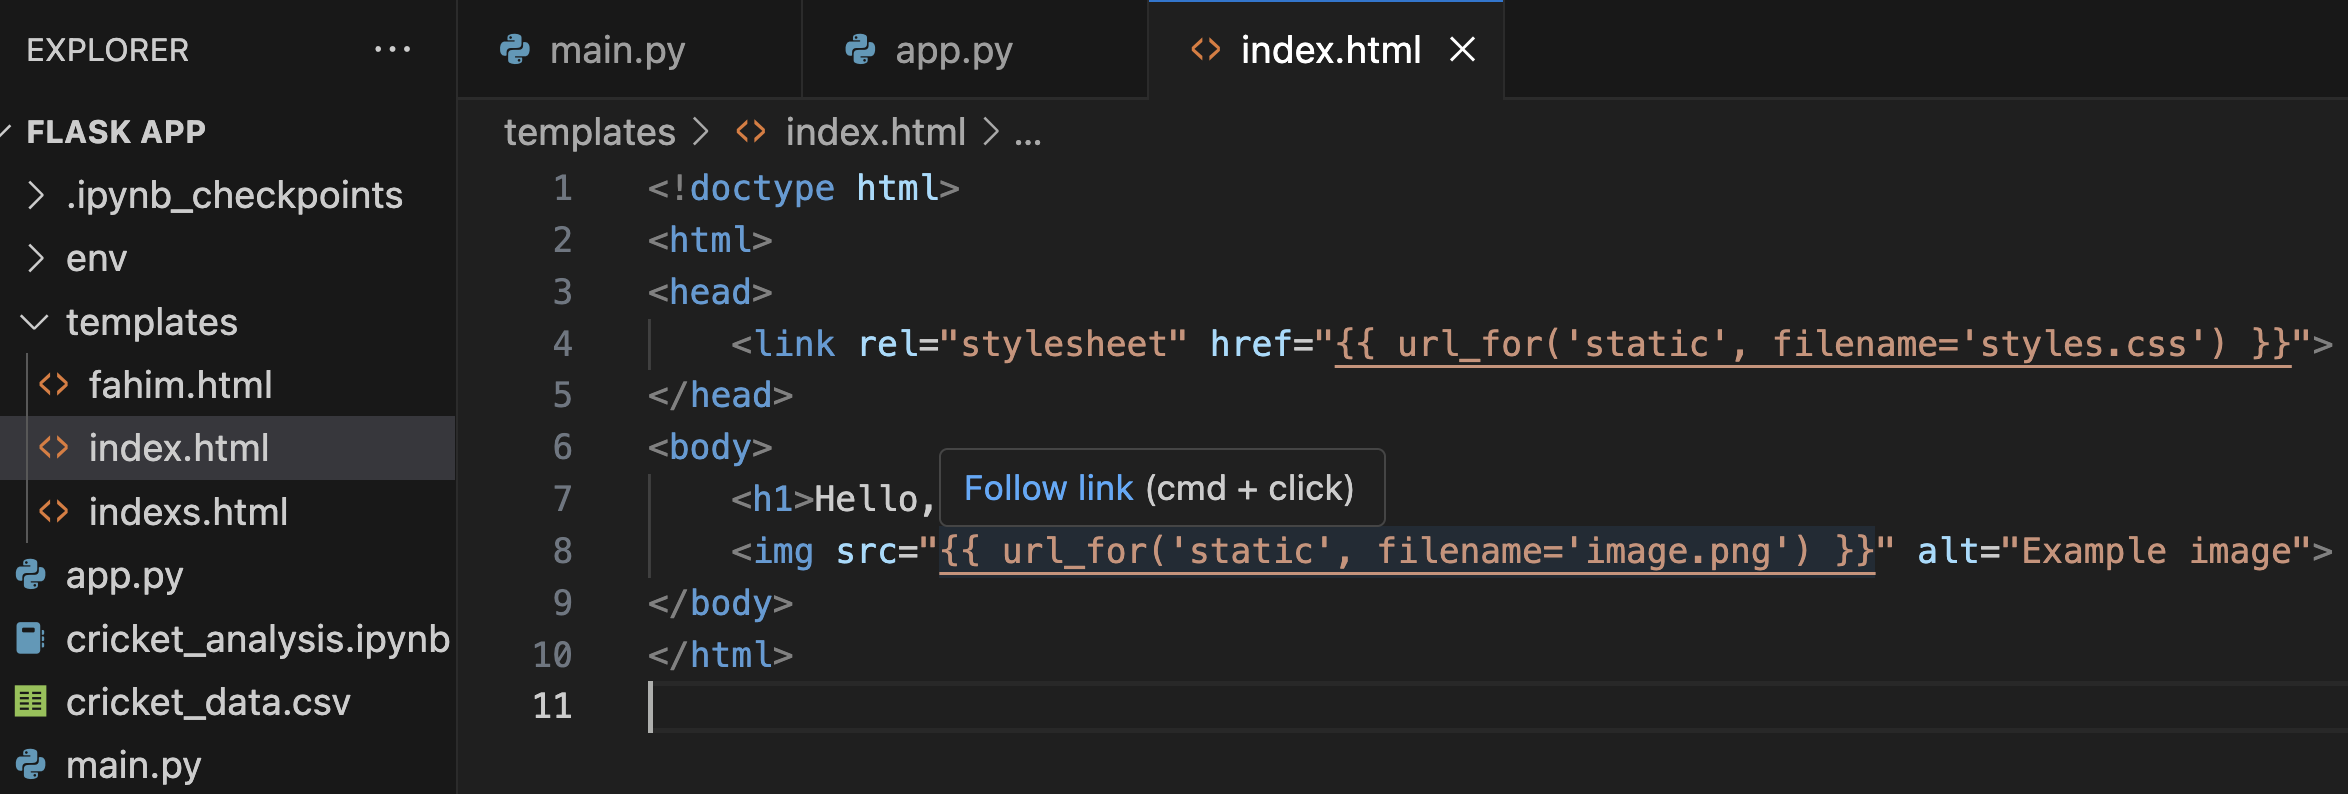 EXPLORER ...
FLASK APP
.ipynb_checkpoints
env
templates
fahim.html
index.html
indexs.html
app.py
cricket_analysis.ipynb
cricket_data.csv
main.py
main.py app.py index.html
templates > index.html > ...
1 <!doctype html>
2 <html>
3 <head>
4 <link rel="stylesheet" href="{{ url_for('static', filename='styles.css') }}">
5 </head>
6 <body>
Follow link (cmd + click)
7 <h1>Hello,
8 <img src="{{ url_for('static', filename='image.png') }}" alt="Example image">
9 </body>
10 </html>
11